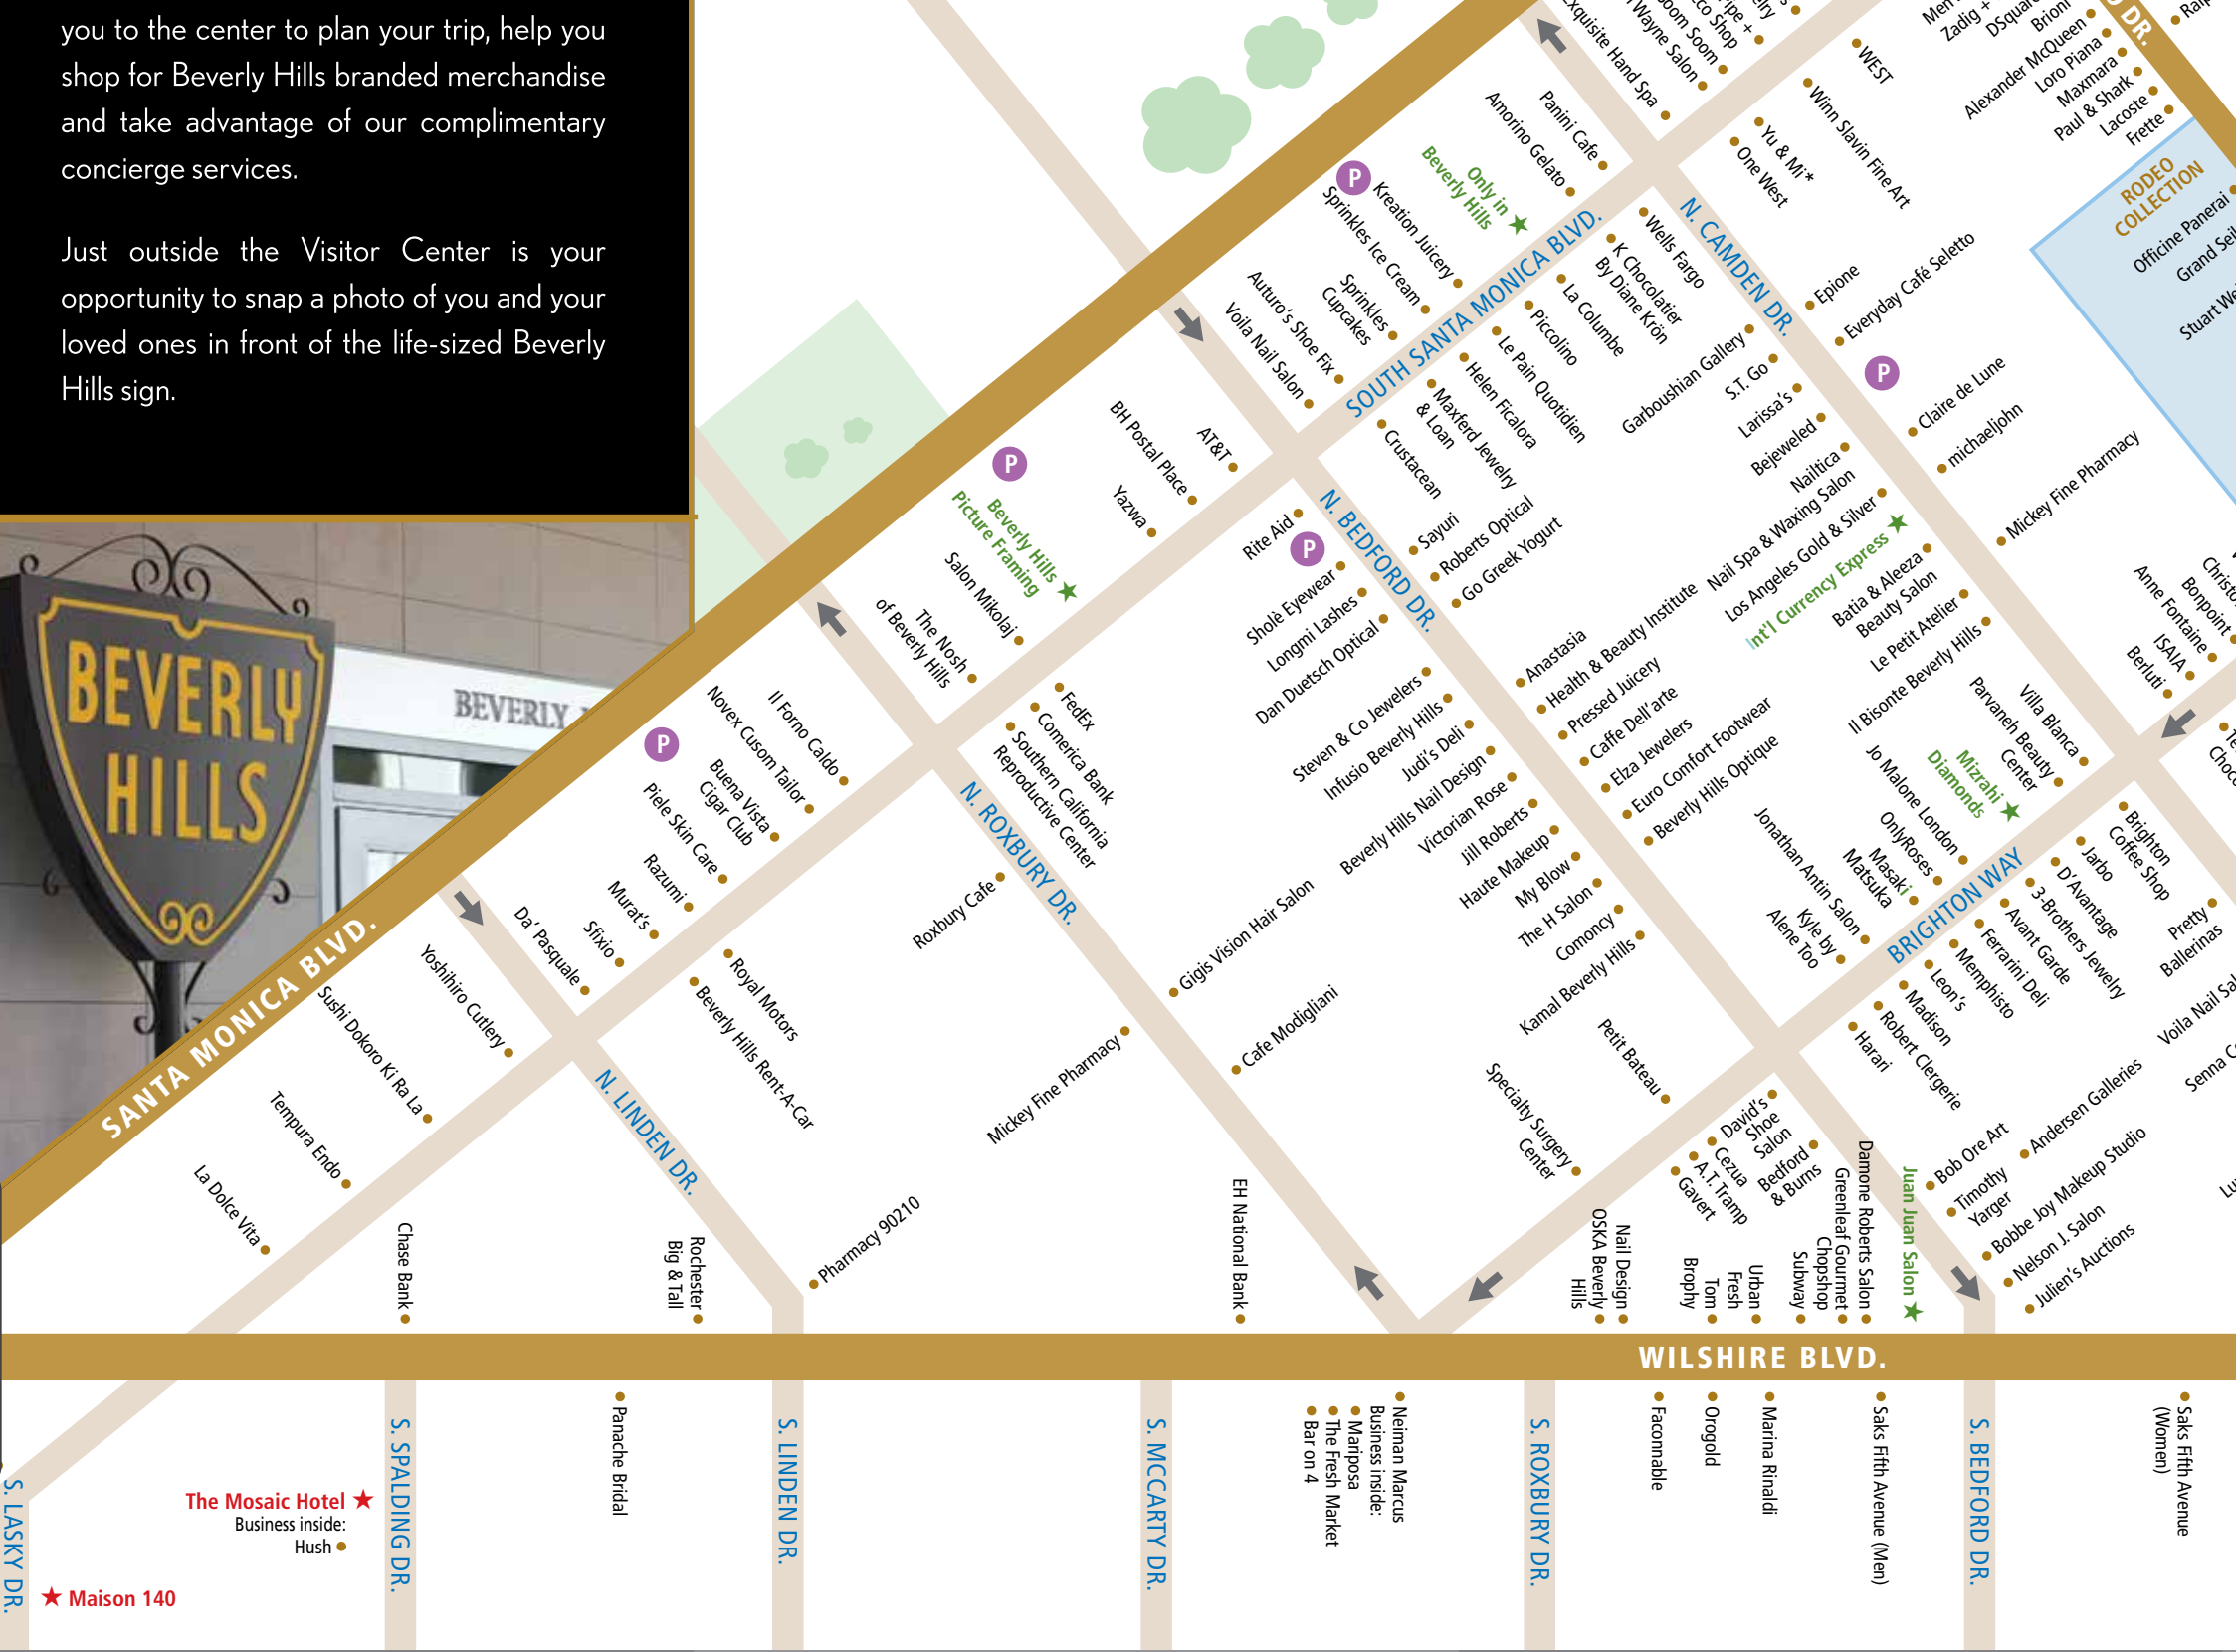 you to the center to plan your trip, help you
shop for Beverly Hills branded merchandise
and take advantage of our complimentary
concierge services.
Just outside the Visitor Center is your
opportunity to snap a photo of you and your
loved ones in front of the life-sized Beverly
Hills sign.
BEVERLY
HILLS
BEVERLY
SANTA MONICA BLVD.
SOUTH SANTA MONICA BLVD.
N. CAMDEN DR.
N. BEDFORD DR.
N. ROXBURY DR.
N. LINDEN DR.
BRIGHTON WAY
WILSHIRE BLVD.
DR.
Exquisite Hand Spa
Wayne Salon
Soom
Shop
Panini Cafe
Amorino Gelato
Only in
Beverly Hills
P
Kreation Juicery
Sprinkles Ice Cream
Sprinkles
Cupcakes
Auturo's Shoe Fix
Voila Nail Salon
AT&T
BH Postal Place
Yazwa
P
Beverly Hills
Picture Framing
Salon Mikolaj
The Nosh
of Beverly Hills
P
Il Forno Caldo
Novex Cusom Tailor
Buena Vista
Cigar Club
Piele Skin Care
Razumi
Murat's
Sfixio
Da' Pasquale
Yoshihiro Cutlery
Sushi Dokoro Ki Ra La
Tempura Endo
La Dolce Vita
WEST
Winn Slavin Fine Art
Yu & Mi*
One West
Zadig +
Brioni
Alexander McQueen
Loro Piana
Maxmara
Paul & Shark
Lacoste
Frette
RODEO
COLLECTION
Officine Panerai
Grand
Stuart
Wells Fargo
K Chocolatier
By Diane Krön
La Columbe
Piccolino
Le Pain Quotidien
Helen Ficalora
Maxferd Jewelry
& Loan
Crustacean
Sayuri
Roberts Optical
Go Greek Yogurt
Rite Aid
P
Sholè Eyewear
Longmi Lashes
Dan Duetsch Optical
Steven & Co Jewelers
Infusio Beverly Hills
Judi's Deli
Beverly Hills Nail Design
Victorian Rose
Jill Roberts
Haute Makeup
My Blow
The H Salon
Comoncy
Kamal Beverly Hills
Epione
Everyday Café Seletto
P
Claire de Lune
michaeljohn
Mickey Fine Pharmacy
Garboushian Gallery
S.T. Go
Larissa's
Bejeweled
Nailtica
Nail Spa & Waxing Salon
Los Angeles Gold & Silver
Int'l Currency Express
Batia & Aleeza
Beauty Salon
Le Petit Atelier
Il Bisonte Beverly Hills
Anastasia
Health & Beauty Institute
Pressed Juicery
Caffe Dell'arte
Elza Jewelers
Euro Comfort Footwear
Beverly Hills Optique
Bonpoint
Anne Fontaine
ISAIA
Berluti
Villa Blanca
Parvaneh Beauty
Center
Mizrahi
Diamonds
Jo Malone London
OnlyRoses
Masaki
Matsuka
Jonathan Antin Salon
Kyle by
Alene Too
Petit Bateau
Specialty Surgery
Center
Brighton
Coffee Shop
Jarbo
D'Avantage
3-Brothers Jewelry
Avant Garde
Ferrarini Deli
Memphisto
Leon's
Madison
Robert Clergerie
Harari
Pretty
Ballerinas
Voila Nail
Senna
FedEx
Comerica Bank
Southern California
Reproductive Center
Roxbury Cafe
Royal Motors
Beverly Hills Rent-A-Car
Mickey Fine Pharmacy
Gigis Vision Hair Salon
Cafe Modigliani
Pharmacy 90210
Chase Bank
Rochester
Big & Tall
EH National Bank
David's
Shoe
Salon
Cezua
A.T. Tramp
Gavert
Bedford
& Burns
OSKA Beverly
Hills
Nail Design
Tom
Brophy
Urban
Fresh
Subway
Greenleaf Gourmet
Chopshop
Damone Roberts Salon
Juan Juan Salon
Bob Ore Art
Andersen Galleries
Timothy
Yarger
Bobbe Joy Makeup Studio
Nelson J. Salon
Julien's Auctions
S. LASKY DR.
S. SPALDING DR.
S. LINDEN DR.
S. MCCARTY DR.
S. ROXBURY DR.
S. BEDFORD DR.
The Mosaic Hotel
Business inside:
Hush
Maison 140
Panache Bridal
Neiman Marcus
Business inside:
Mariposa
The Fresh Market
Bar on 4
Faconnable
Orogold
Marina Rinaldi
Saks Fifth Avenue (Men)
Saks Fifth Avenue
(Women)